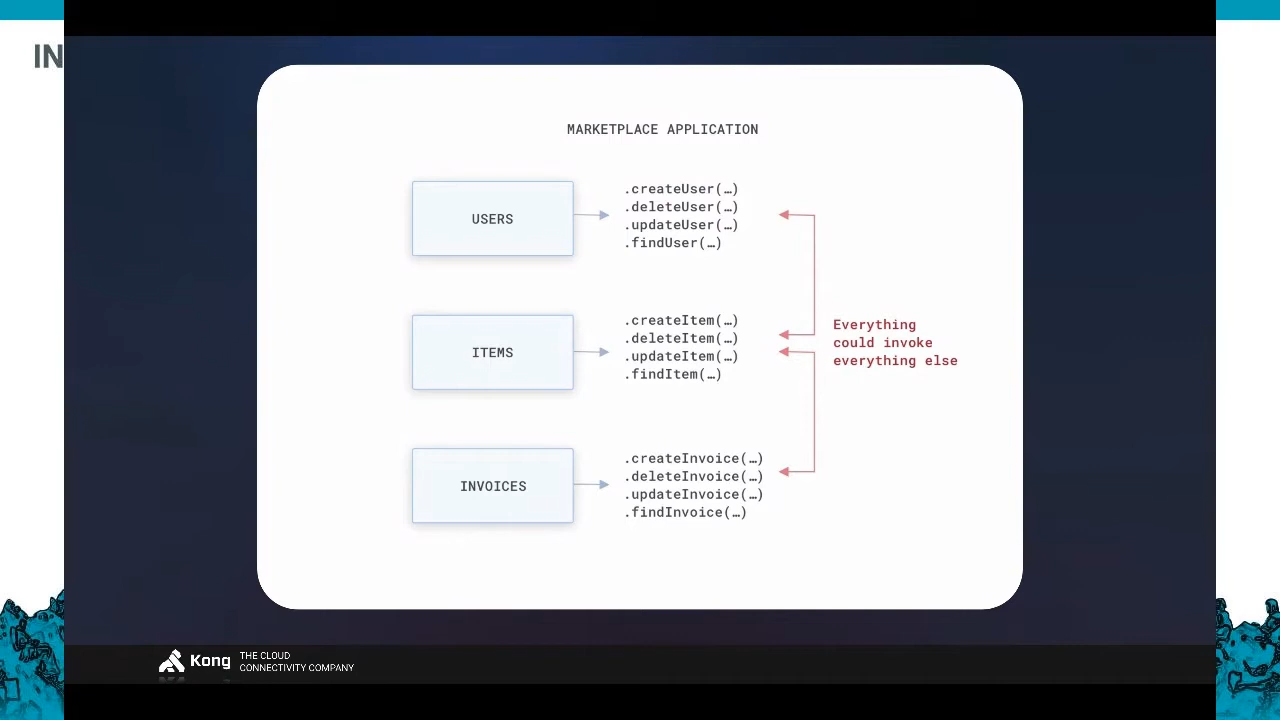 IN
MARKETPLACE APPLICATION
USERS
.createUser(…)
.deleteUser(…)
.updateUser(…)
.findUser(…)
ITEMS
.createItem(…)
.deleteItem(…)
.updateItem(…)
.findItem(…)
Everything
could invoke
everything else
INVOICES
.createInvoice(…)
.deleteInvoice(…)
.updateInvoice(…)
.findInvoice(…)
Kong
THE CLOUD
CONNECTIVITY COMPANY